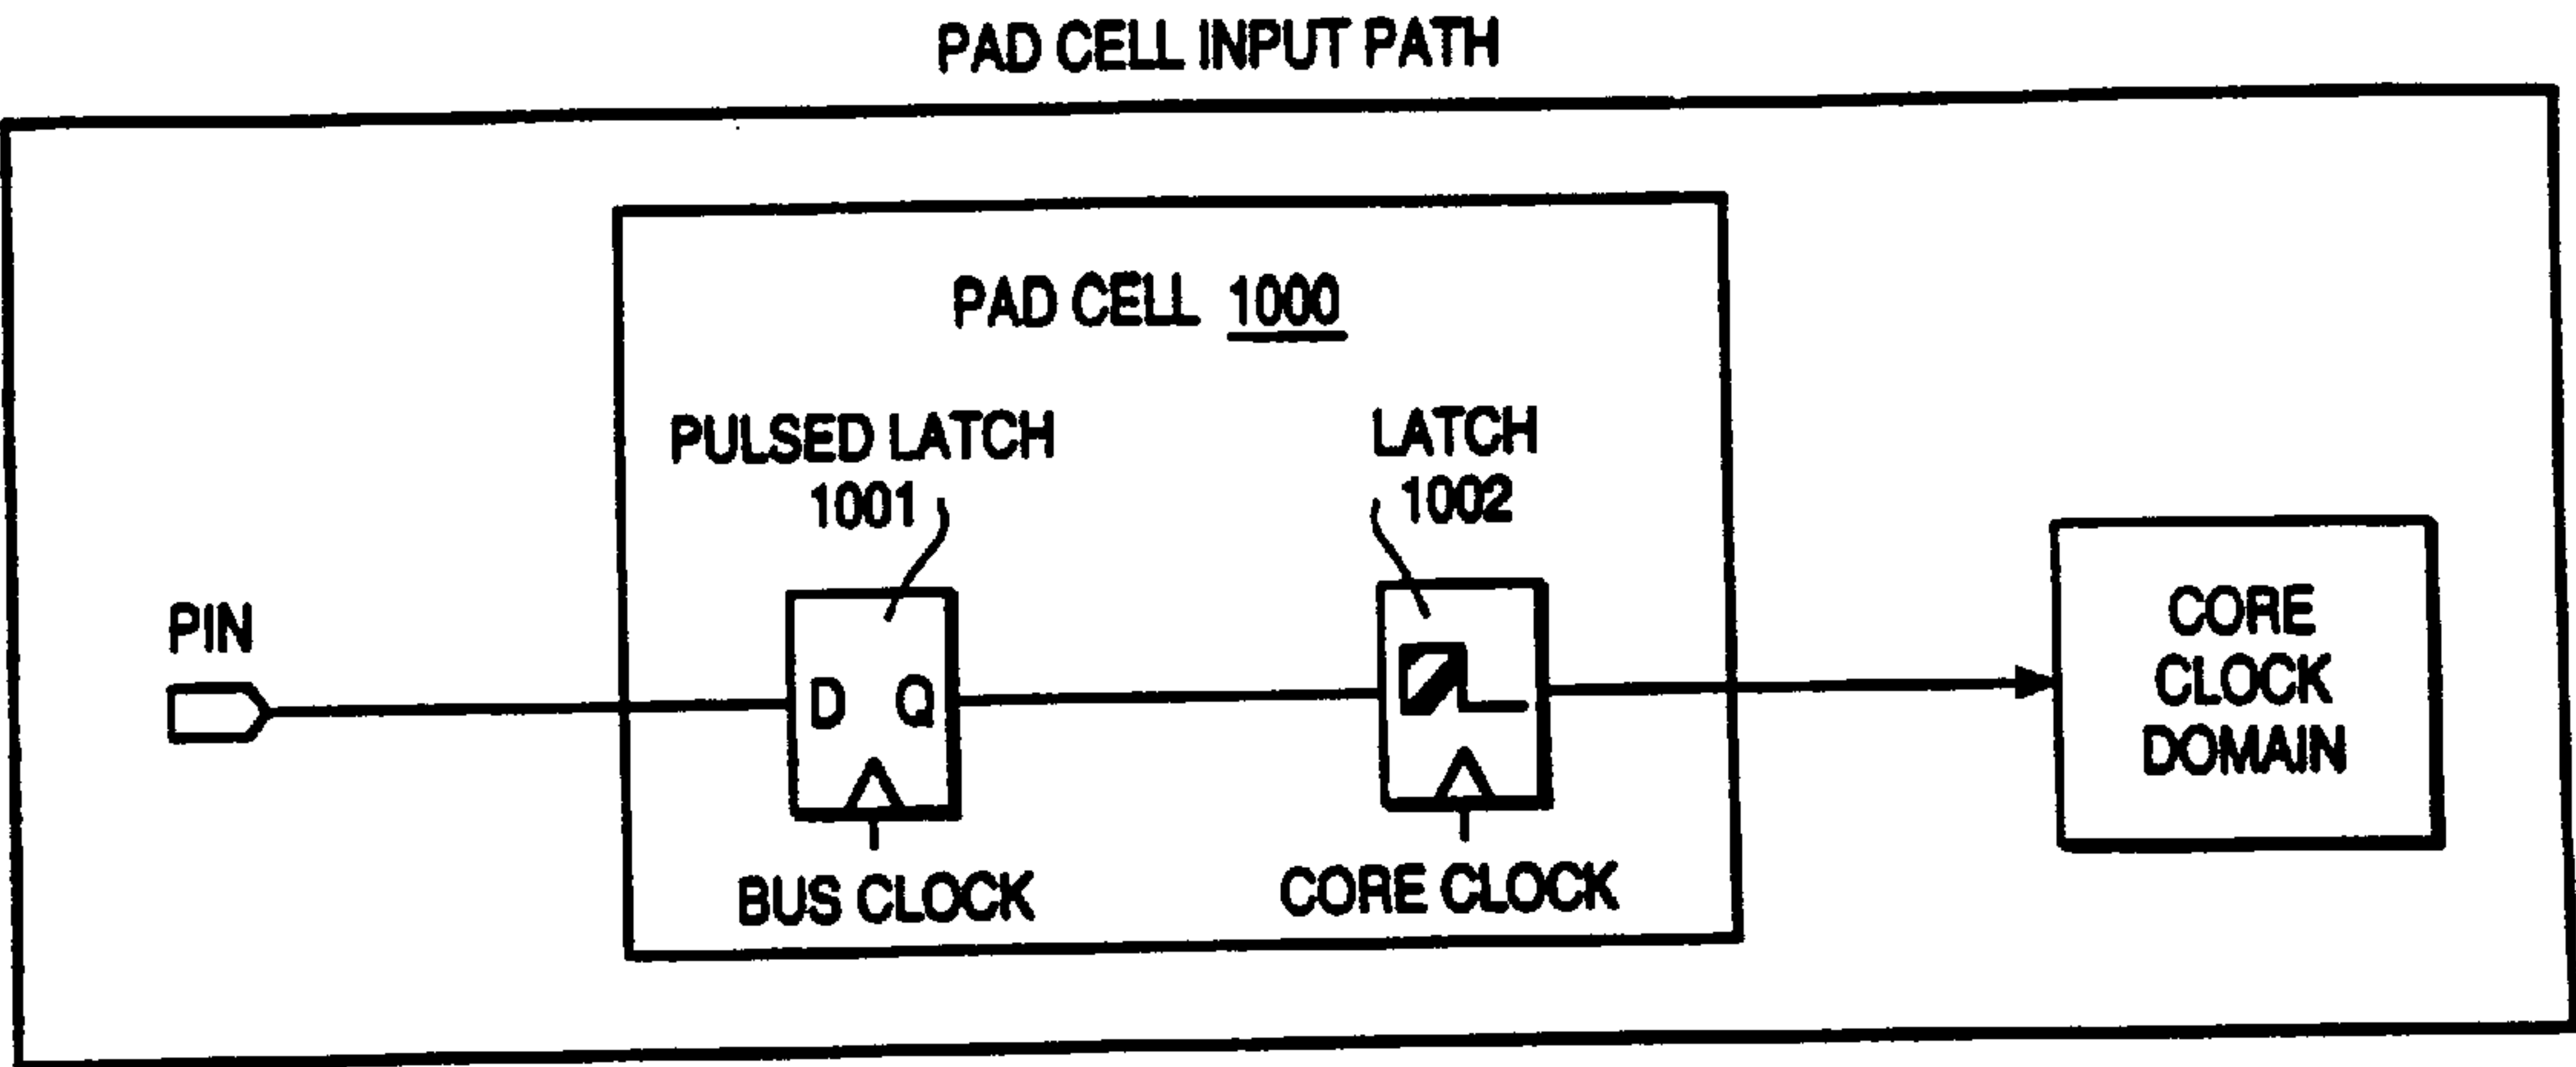 PAD CELL INPUT PATH
PAD CELL 1000
PULSED LATCH
1001
LATCH
1002
PIN
D Q
BUS CLOCK
CORE CLOCK
CORE
CLOCK
DOMAIN